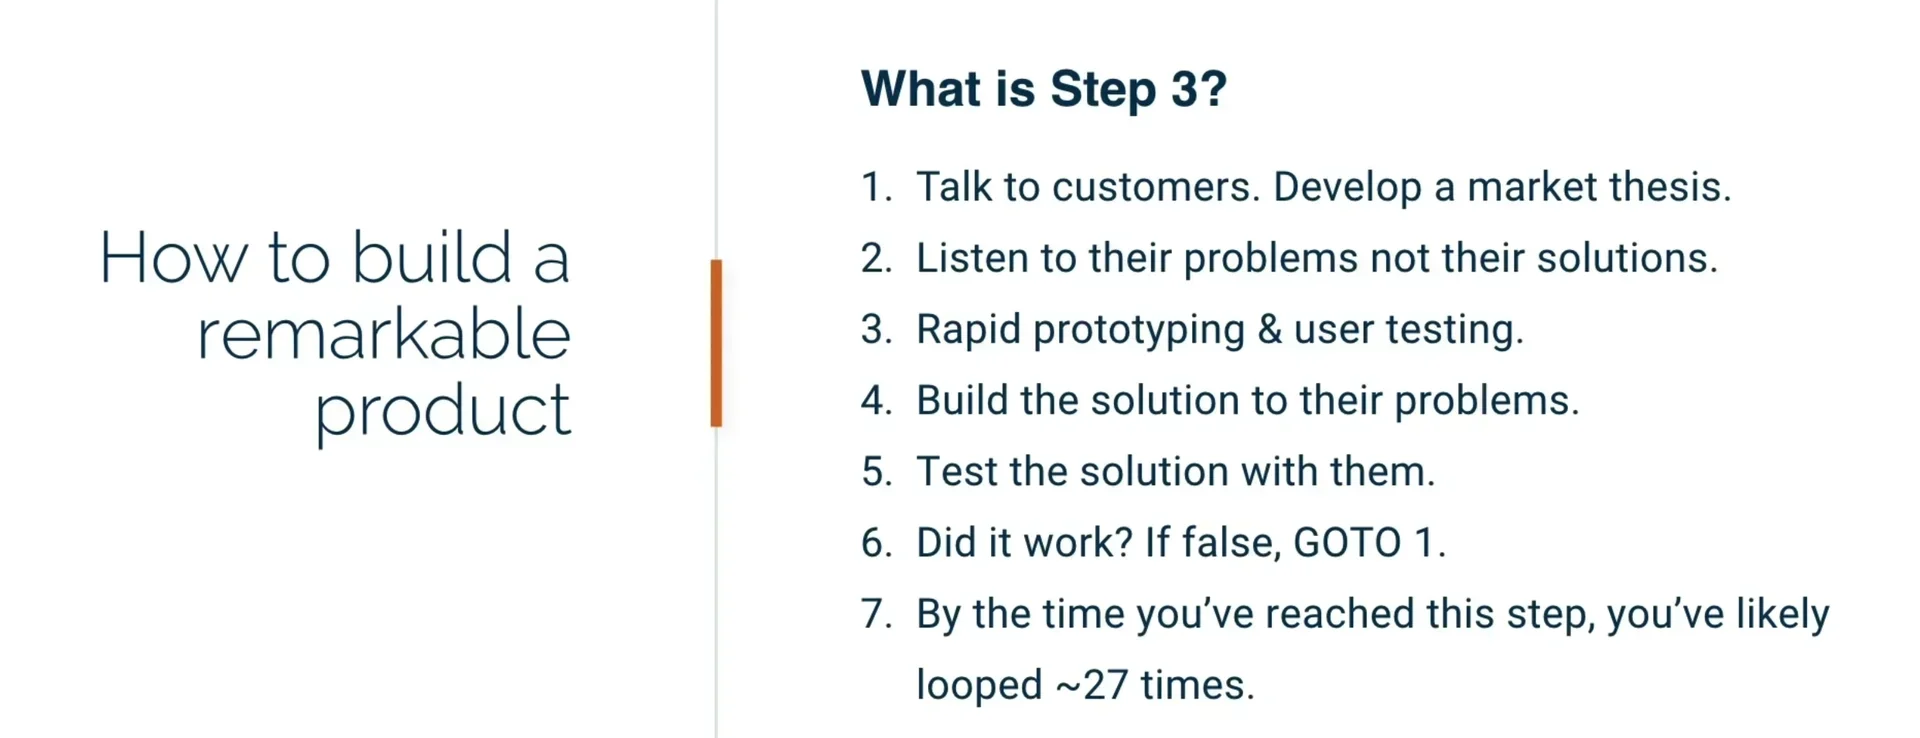 How to build a
remarkable
product
What is Step 3?
1. Talk to customers. Develop a market thesis.
2. Listen to their problems not their solutions.
3. Rapid prototyping & user testing.
4. Build the solution to their problems.
5. Test the solution with them.
6. Did it work? If false, GOTO 1.
7. By the time you’ve reached this step, you’ve likely
looped ~27 times.